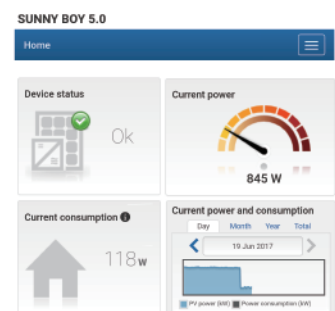 SUNNY BOY 5.0
Home
Device status
Ok
Current power
845 W
Current consumption
118 w
Current power and consumption
Day Month Year Total
19 Jun 2017
PV power [kW] Power consumption [kW]